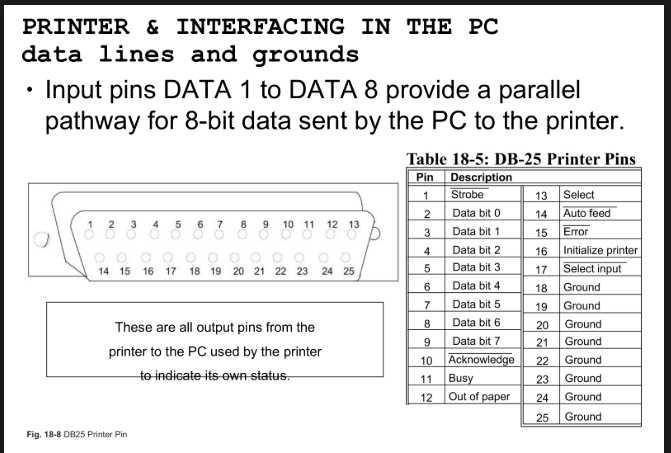 PRINTER & INTERFACING IN THE PC
data lines and grounds
• Input pins DATA 1 to DATA 8 provide a parallel
pathway for 8-bit data sent by the PC to the printer.
Table 18-5: DB-25 Printer Pins
Pin Description
1 Strobe 13 Select
2 Data bit 0 14 Auto feed
3 Data bit 1 15 Error
4 Data bit 2 16 Initialize printer
5 Data bit 3 17 Select input
6 Data bit 4 18 Ground
7 Data bit 5 19 Ground
8 Data bit 6 20 Ground
9 Data bit 7 21 Ground
10 Acknowledge 22 Ground
11 Busy 23 Ground
12 Out of paper 24 Ground
25 Ground
1 2 3 4 5 6 7 8 9 10 11 12 13
14 15 16 17 18 19 20 21 22 23 24 25
These are all output pins from the
printer to the PC used by the printer
to indicate its own status.
Fig. 18-8 DB25 Printer Pin